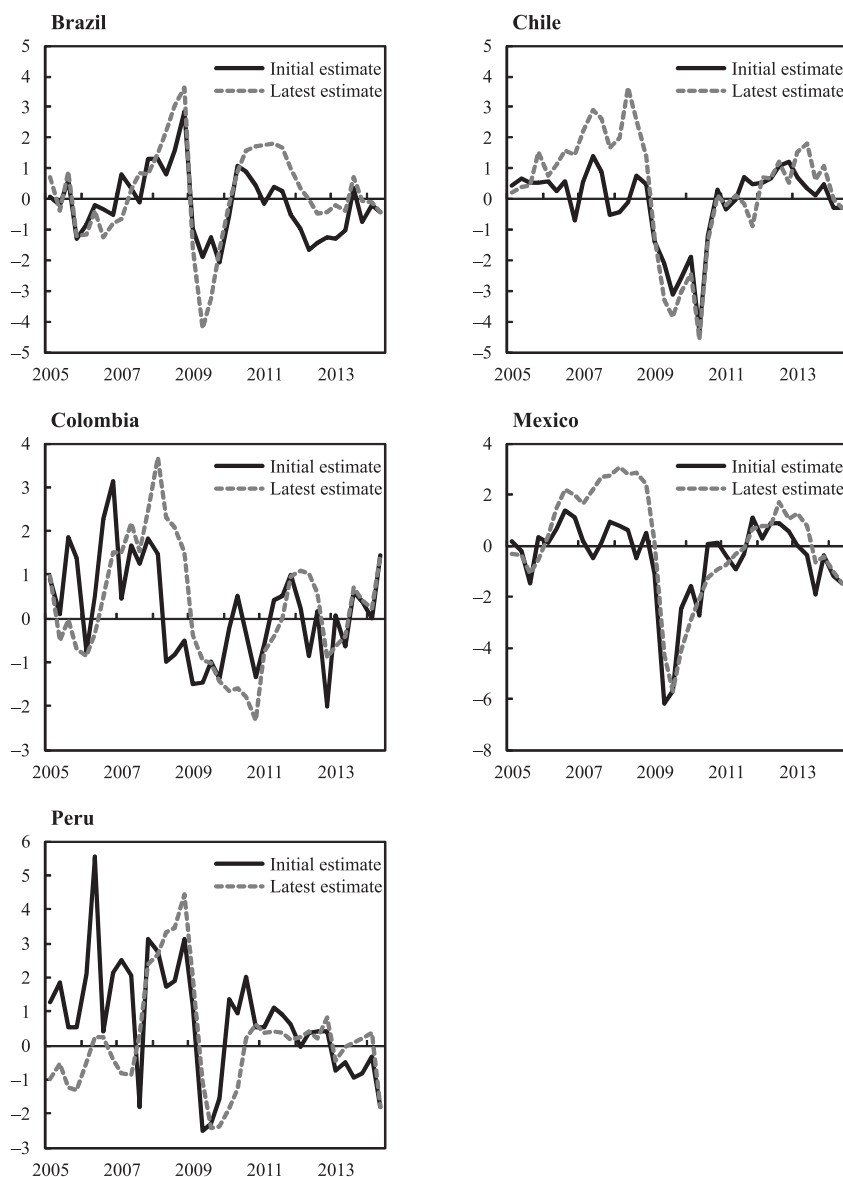 Brazil
5
4
3
2
1
0
–1
–2
–3
–4
–5
Initial estimate
Latest estimate
2005 2007 2009 2011 2013
Chile
5
4
3
2
1
0
–1
–2
–3
–4
–5
Initial estimate
Latest estimate
2005 2007 2009 2011 2013
Colombia
4
3
2
1
0
–1
–2
–3
Initial estimate
Latest estimate
2005 2007 2009 2011 2013
Mexico
4
2
0
–2
–4
–6
–8
Initial estimate
Latest estimate
2005 2007 2009 2011 2013
Peru
6
5
4
3
2
1
0
–1
–2
–3
Initial estimate
Latest estimate
2005 2007 2009 2011 2013